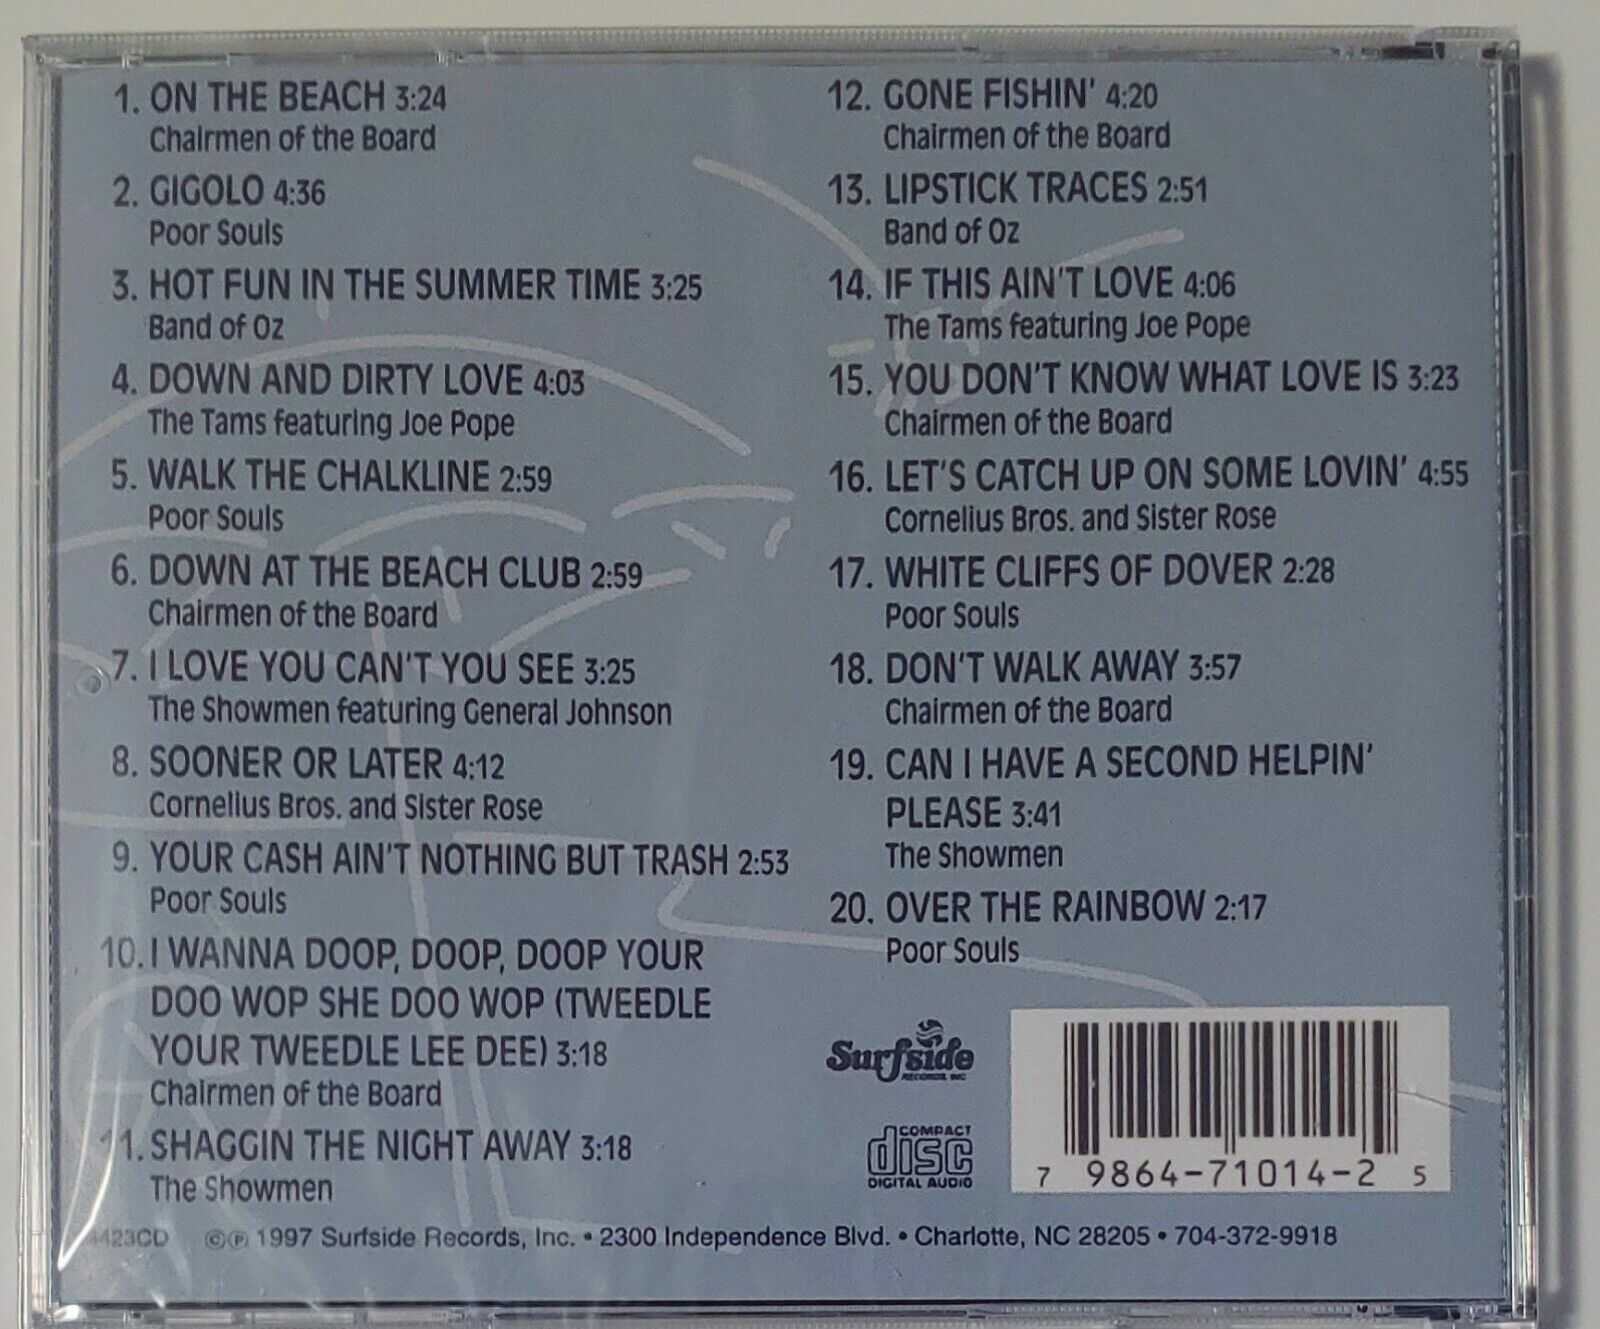 1. ON THE BEACH 3:24
Chairmen of the Board
2. GIGOLO 4:36
Poor Souls
3. HOT FUN IN THE SUMMER TIME 3:25
Band of Oz
4. DOWN AND DIRTY LOVE 4:03
The Tams featuring Joe Pope
5. WALK THE CHALKLINE 2:59
Poor Souls
6. DOWN AT THE BEACH CLUB 2:59
Chairmen of the Board
7. I LOVE YOU CAN'T YOU SEE 3:25
The Showmen featuring General Johnson
8. SOONER OR LATER 4:12
Cornelius Bros. and Sister Rose
9. YOUR CASH AIN'T NOTHING BUT TRASH 2:53
Poor Souls
10. I WANNA DOOP, DOOP, DOOP YOUR
DOO WOP SHE DOO WOP (TWEEDLE
YOUR TWEEDLE LEE DEE) 3:18
Chairmen of the Board
11. SHAGGIN THE NIGHT AWAY 3:18
The Showmen
12. GONE FISHIN' 4:20
Chairmen of the Board
13. LIPSTICK TRACES 2:51
Band of Oz
14. IF THIS AIN'T LOVE 4:06
The Tams featuring Joe Pope
15. YOU DON'T KNOW WHAT LOVE IS 3:23
Chairmen of the Board
16. LET'S CATCH UP ON SOME LOVIN' 4:55
Cornelius Bros. and Sister Rose
17. WHITE CLIFFS OF DOVER 2:28
Poor Souls
18. DON'T WALK AWAY 3:57
Chairmen of the Board
19. CAN I HAVE A SECOND HELPIN'
PLEASE 3:41
The Showmen
20. OVER THE RAINBOW 2:17
Poor Souls
Surfside
RECORDS, INC
COMPACT
disc
DIGITAL AUDIO
7 9864-71014-2 5
©℗ 1997 Surfside Records, Inc. • 2300 Independence Blvd. • Charlotte, NC 28205 • 704-372-9918